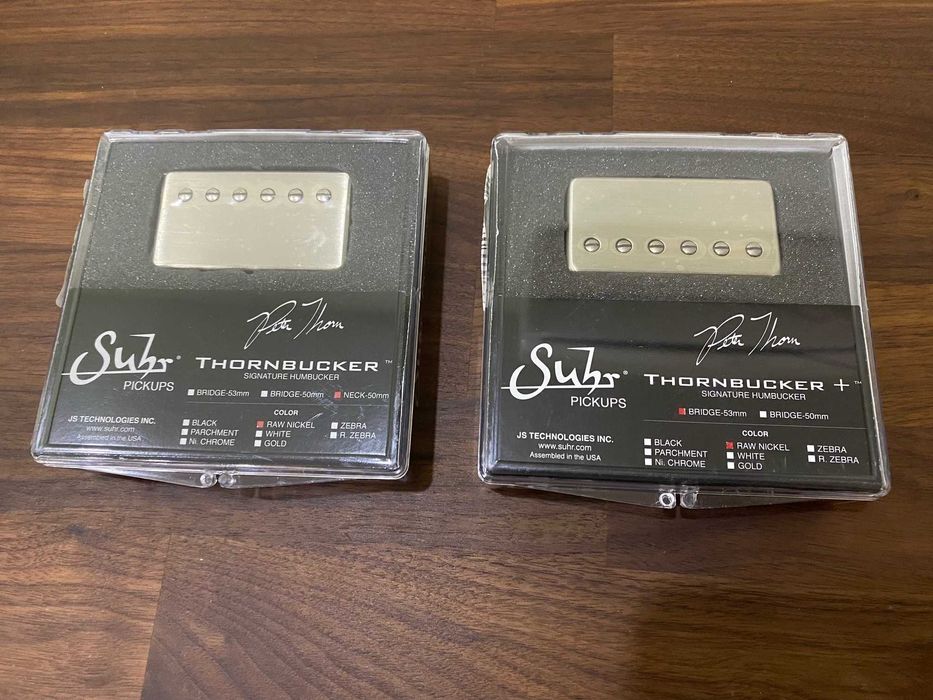 Pete Thorn
Suhr®
PICKUPS
THORNBUCKER™
SIGNATURE HUMBUCKER
BRIDGE-53mm BRIDGE-50mm NECK-50mm
JS TECHNOLOGIES INC.
www.suhr.com
Assembled in the USA
COLOR
BLACK RAW NICKEL ZEBRA
PARCHMENT WHITE R. ZEBRA
Ni. CHROME GOLD
Pete Thorn
Suhr®
PICKUPS
THORNBUCKER +™
SIGNATURE HUMBUCKER
BRIDGE-53mm BRIDGE-50mm
JS TECHNOLOGIES INC.
www.suhr.com
Assembled in the USA
COLOR
BLACK RAW NICKEL ZEBRA
PARCHMENT WHITE R. ZEBRA
Ni. CHROME GOLD